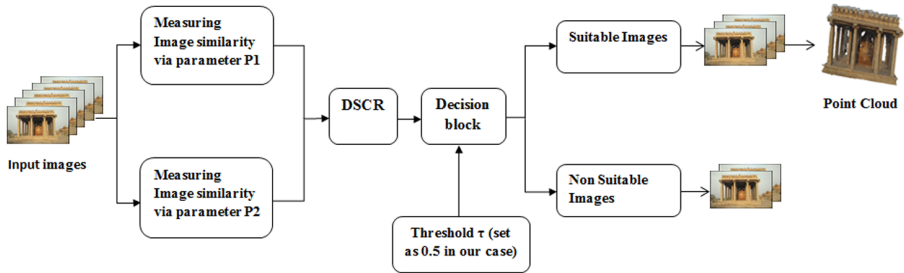 Input images
Measuring
Image similarity
via parameter P1
Measuring
Image similarity
via parameter P2
DSCR
Decision
block
Threshold τ (set
as 0.5 in our case)
Suitable Images
Non Suitable
Images
Point Cloud